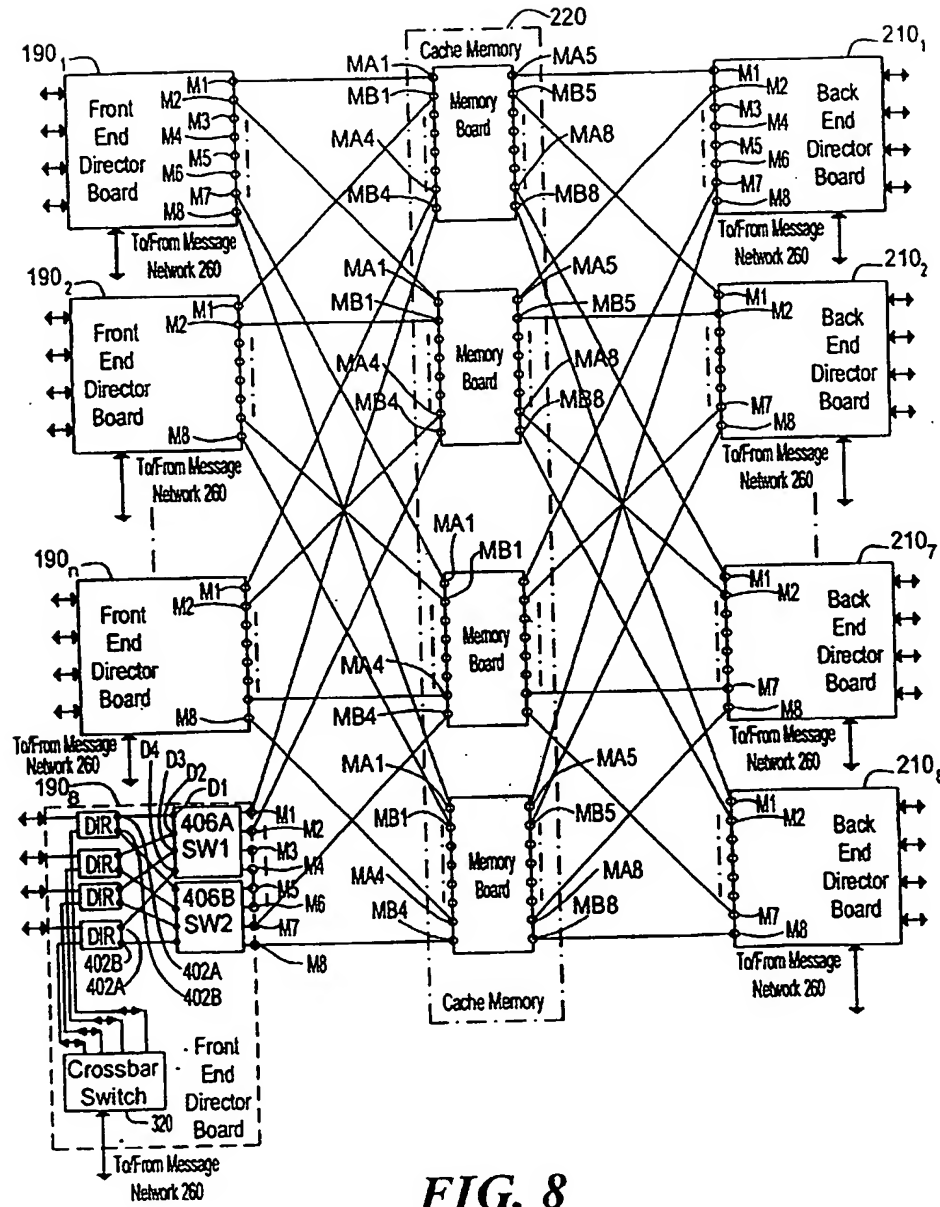 220
190 1
Cache Memory
210 1
MA1
MB1
MA4
MB4
MA5
MB5
MA8
MB8
Memory
Board
Front
End
Director
Board
M1
M2
M3
M4
M5
M6
M7
M8
M1
M2
M3
M4
M5
M6
M7
M8
Back
End
Director
Board
To/From Message
Network 260
To/From Message
Network 260
190 2
210 2
MA1
MB1
MA4
MB4
MA5
MB5
MA8
MB8
Memory
Board
Front
End
Director
Board
M1
M2
M8
M1
M2
M7
M8
Back
End
Director
Board
To/From Message
Network 260
To/From Message
Network 260
190 n
210 7
MA1
MB1
MA4
MB4
Memory
Board
Front
End
Director
Board
M1
M2
M8
M1
M2
M7
M8
Back
End
Director
Board
To/From Message
Network 260
To/From Message
Network 260
190 8
210 8
D4
D3
D2
D1
DIR
DIR
DIR
DIR
406A
SW1
406B
SW2
M1
M2
M3
M4
M5
M6
M7
M8
402B
402A
402A
402B
MA1
MB1
MA4
MB4
MA5
MB5
MA8
MB8
Memory
Board
M1
M2
M7
M8
Back
End
Director
Board
To/From Message
Network 260
Cache Memory
Crossbar
Switch
320
Front
End
Director
Board
To/From Message
Network 260
FIG. 8